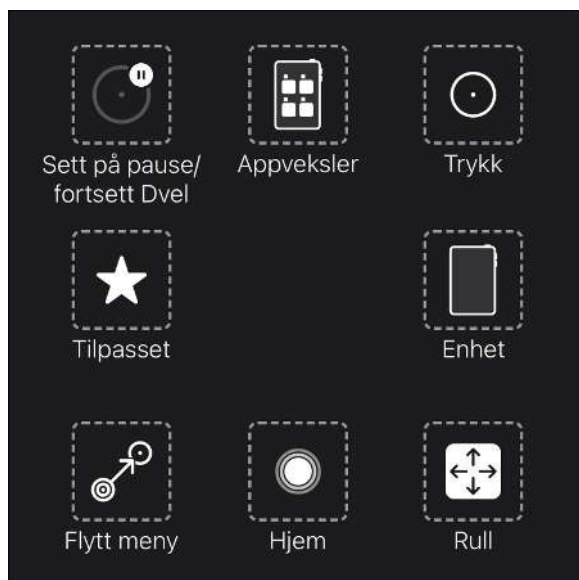 Sett på pause/
fortsett Dvel
Appveksler
Trykk
Tilpasset
Enhet
Flytt meny
Hjem
Rull